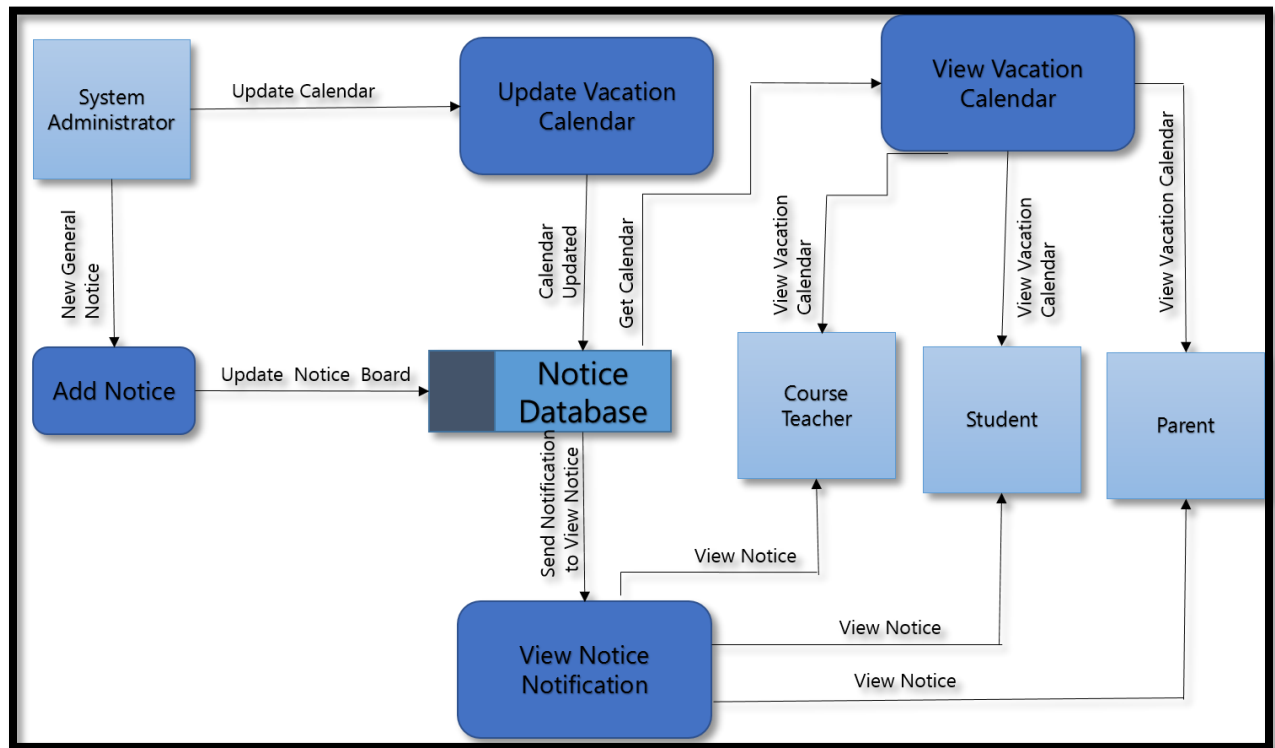 System
Administrator
Update Calendar
Update Vacation
Calendar
View Vacation
Calendar
New General
Notice
Calendar
Updated
Get Calendar
View Vacation
Calendar
View Vacation
Calendar
View Vacation Calendar
Add Notice
Update Notice Board
Notice
Database
Course
Teacher
Student
Parent
Send Notification
to View Notice
View Notice
View Notice
View Notice
View Notice
Notification